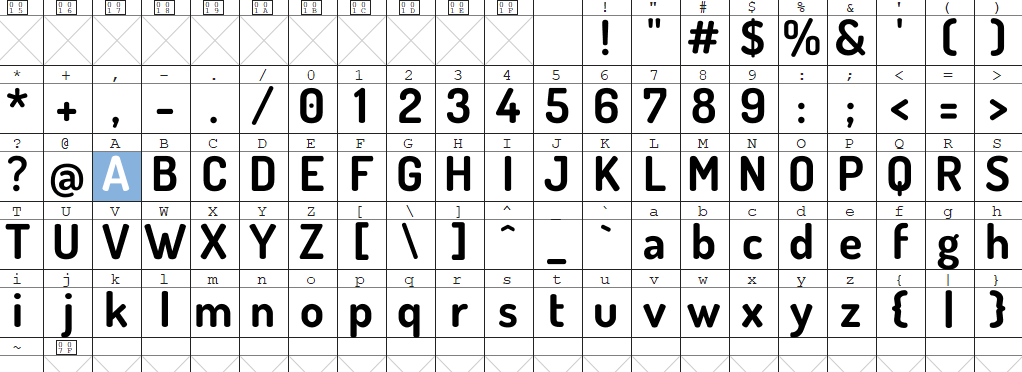 0015 0016 0017 0018 0019 001A 001B 001C 001D 001E 001F ! " # $ % & ' ( )
! " # $ % & ' ( )
* + , - . / 0 1 2 3 4 5 6 7 8 9 : ; < = >
* + , - . / 0 1 2 3 4 5 6 7 8 9 : ; < = >
? @ A B C D E F G H I J K L M N O P Q R S
? @ A B C D E F G H I J K L M N O P Q R S
T U V W X Y Z [ \ ] ^ _ ` a b c d e f g h
T U V W X Y Z [ \ ] ^ _ ` a b c d e f g h
i j k l m n o p q r s t u v w x y z { | }
i j k l m n o p q r s t u v w x y z { | }
~ 007F